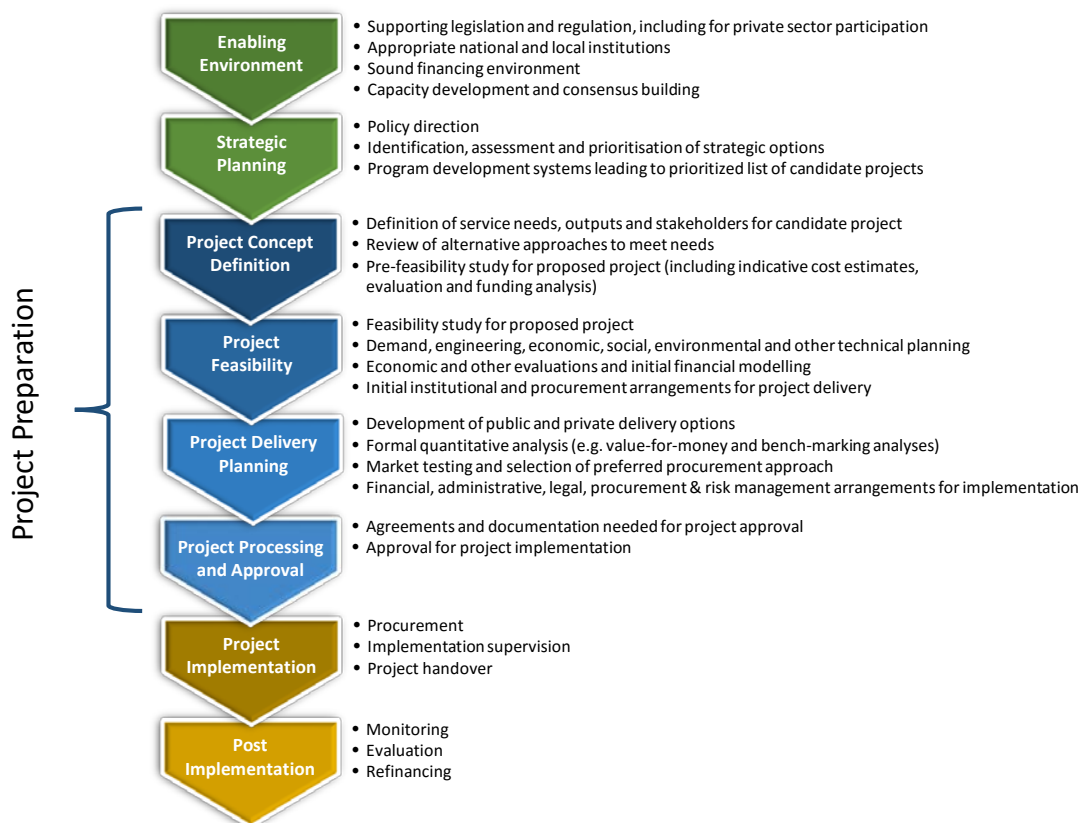 Project Preparation
Enabling
Environment
• Supporting legislation and regulation, including for private sector participation
• Appropriate national and local institutions
• Sound financing environment
• Capacity development and consensus building
Strategic
Planning
• Policy direction
• Identification, assessment and prioritisation of strategic options
• Program development systems leading to prioritized list of candidate projects
Project Concept
Definition
• Definition of service needs, outputs and stakeholders for candidate project
• Review of alternative approaches to meet needs
• Pre-feasibility study for proposed project (including indicative cost estimates,
evaluation and funding analysis)
Project
Feasibility
• Feasibility study for proposed project
• Demand, engineering, economic, social, environmental and other technical planning
• Economic and other evaluations and initial financial modelling
• Initial institutional and procurement arrangements for project delivery
Project Delivery
Planning
• Development of public and private delivery options
• Formal quantitative analysis (e.g. value-for-money and bench-marking analyses)
• Market testing and selection of preferred procurement approach
• Financial, administrative, legal, procurement & risk management arrangements for implementation
Project Processing
and Approval
• Agreements and documentation needed for project approval
• Approval for project implementation
Project
Implementation
• Procurement
• Implementation supervision
• Project handover
Post
Implementation
• Monitoring
• Evaluation
• Refinancing